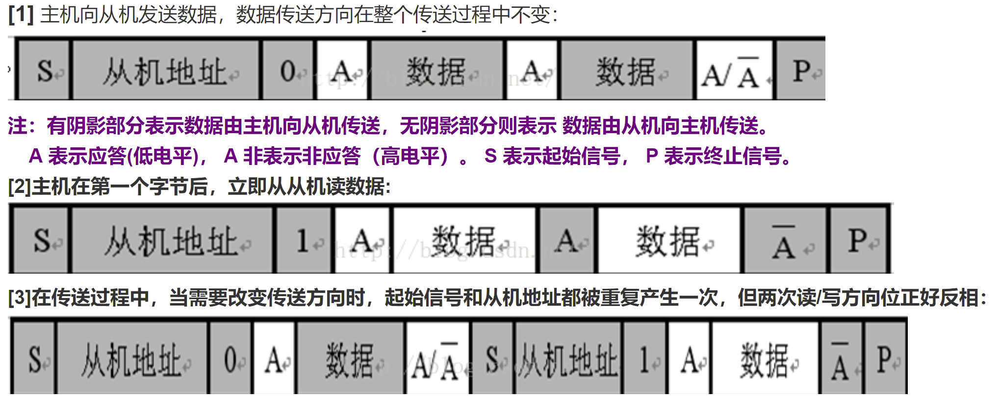 [1] 主机向从机发送数据，数据传送方向在整个传送过程中不变：
S 从机地址 0 A 数据 A 数据 A/A̅ P
注：有阴影部分表示数据由主机向从机传送，无阴影部分则表示 数据由从机向主机传送。
A 表示应答(低电平)， A 非表示非应答（高电平）。 S 表示起始信号， P 表示终止信号。
[2]主机在第一个字节后，立即从从机读数据:
S 从机地址 1 A 数据 A 数据 A̅ P
[3]在传送过程中，当需要改变传送方向时，起始信号和从机地址都被重复产生一次，但两次读/写方向位正好反相：
S 从机地址 0 A 数据 A/A̅ S 从机地址 1 A 数据 A̅ P